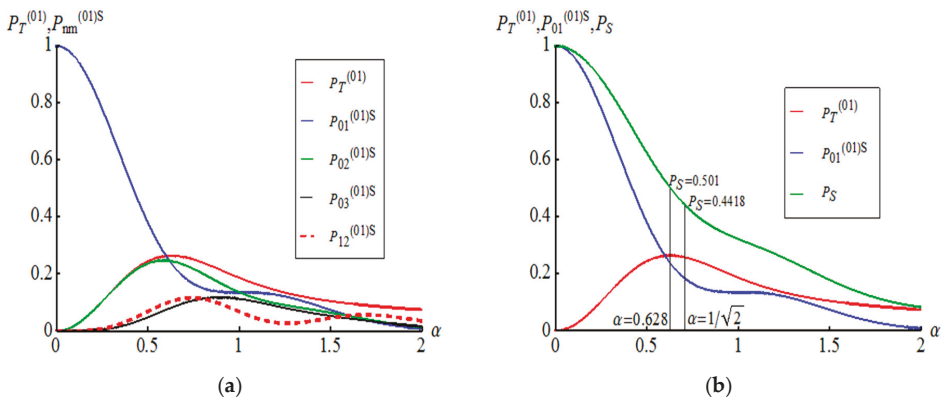 P_T^(01),P_nm^(01)S
1
0.8
0.6
0.4
0.2
0
0.5
1
1.5
2
α
P_T^(01)
P_01^(01)S
P_02^(01)S
P_03^(01)S
P_12^(01)S
(a)
P_T^(01),P_01^(01)S,P_S
1
0.8
0.6
0.4
0.2
0
0
0.5
1
1.5
2
α
P_T^(01)
P_01^(01)S
P_S
P_S=0.501
P_S=0.4418
α=0.628
α=1/√2
(b)